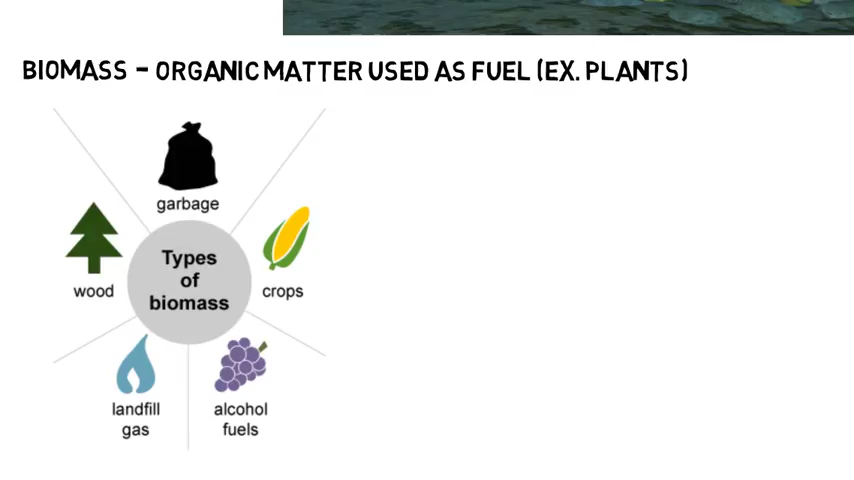 BIOMASS - ORGANIC MATTER USED AS FUEL (EX. PLANTS)
garbage
wood
Types
of
biomass
crops
landfill
gas
alcohol
fuels